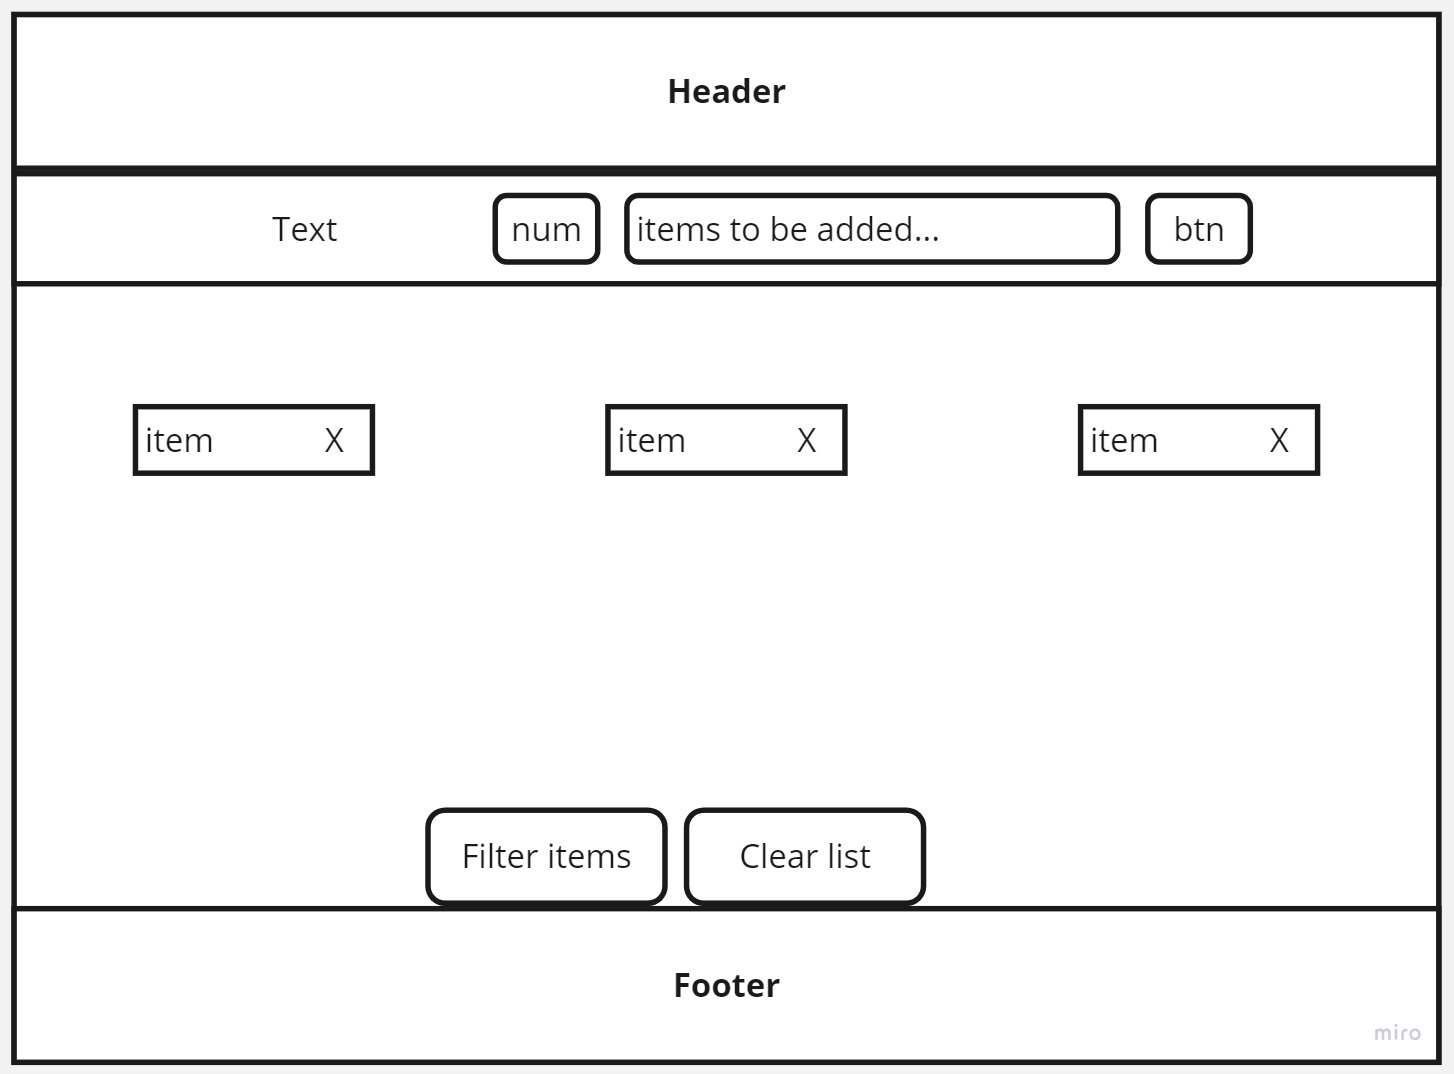 Header
Text num items to be added... btn
item X item X item X
Filter items Clear list
Footer
miro